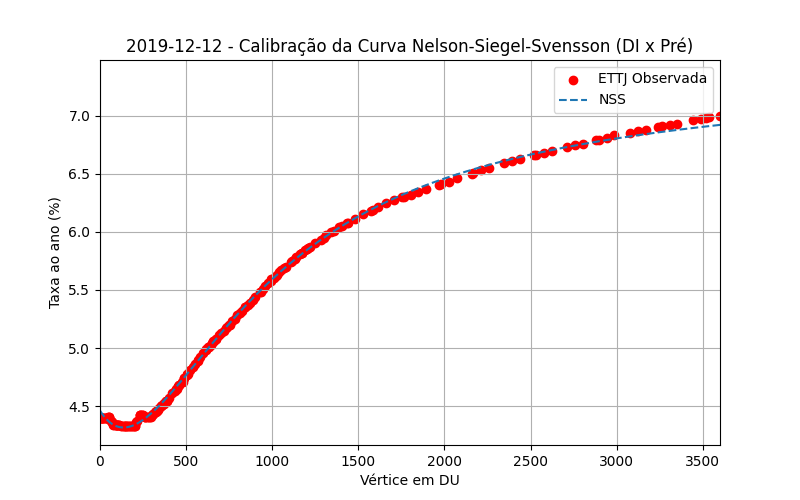 2019-12-12 - Calibração da Curva Nelson-Siegel-Svensson (DI x Pré)
ETTJ Observada
NSS
Taxa ao ano (%)
7.0
6.5
6.0
5.5
5.0
4.5
0 500 1000 1500 2000 2500 3000 3500
Vértice em DU